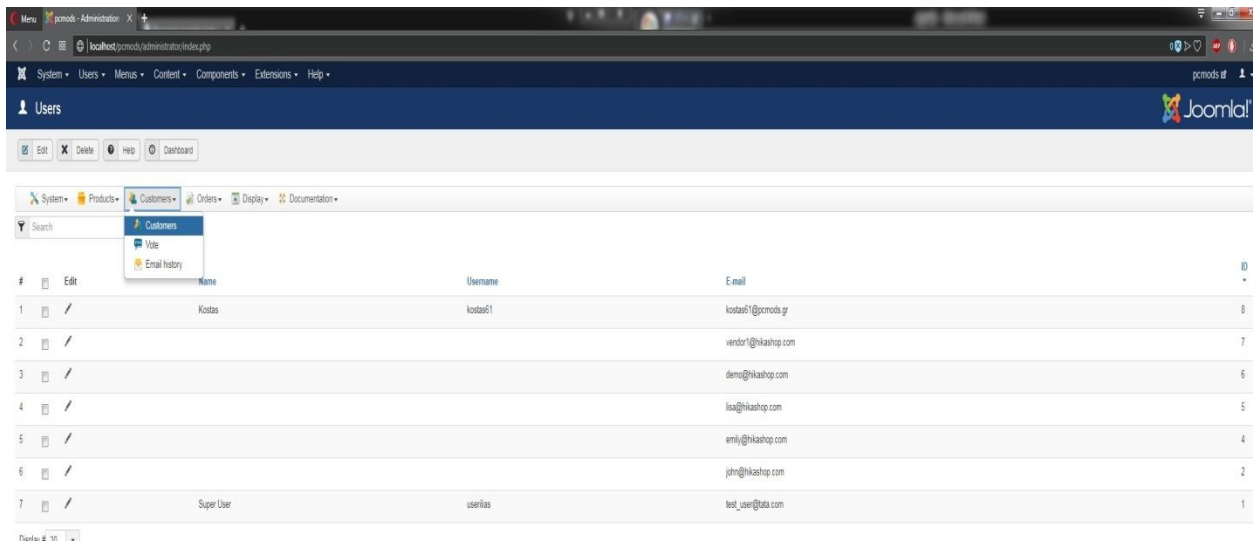 Menu pcmods - Administration X +
localhost/pcmods/administrator/index.php
System Users Menus Content Components Extensions Help pcmods
Users Joomla!
Edit Delete Help Dashboard
System Products Customers Orders Display Documentation
Search
Customers
Vote
Email history
# Edit Name Username E-mail ID
1 Kostas kostas61 kostas61@pcmods.gr 8
2 vendor1@hikashop.com 7
3 demo@hikashop.com 6
4 lisa@hikashop.com 5
5 emily@hikashop.com 4
6 john@hikashop.com 2
7 Super User userilias test_user@tata.com 1
Display # 20